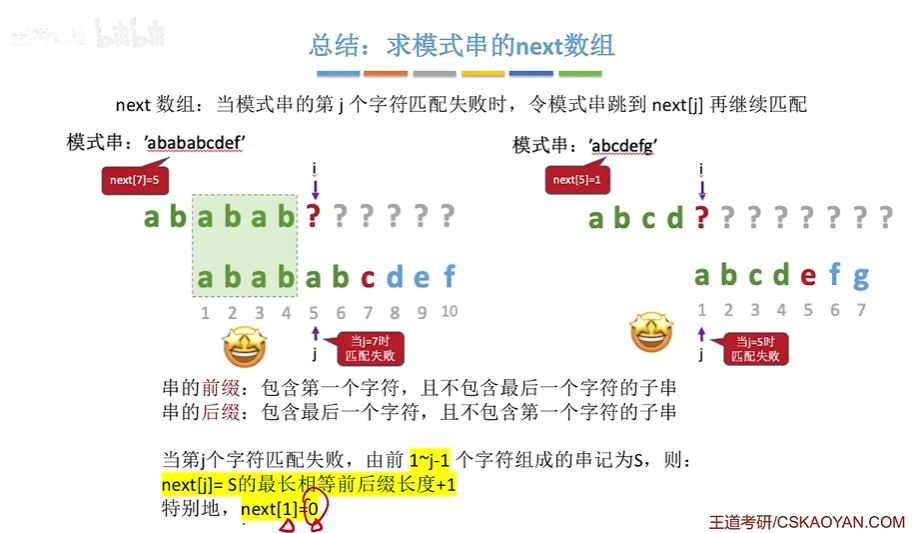 王道考研 bilibili
总结：求模式串的next数组
next 数组：当模式串的第 j 个字符匹配失败时，令模式串跳到 next[j] 再继续匹配
模式串：’abababcdef’
next[7]=5
i
a b a b a b ? ? ? ? ? ?
a b a b a b c d e f
1 2 3 4 5 6 7 8 9 10
j
当j=7时
匹配失败
模式串：’abcdefg’
next[5]=1
i
a b c d ? ? ? ? ? ? ? ?
a b c d e f g
1 2 3 4 5 6 7
j
当j=5时
匹配失败
串的前缀：包含第一个字符，且不包含最后一个字符的子串
串的后缀：包含最后一个字符，且不包含第一个字符的子串
当第j个字符匹配失败，由前 1~j-1 个字符组成的串记为S，则：
next[j]= S的最长相等前后缀长度+1
特别地，next[1]=0
王道考研/CSKAOYAN.COM